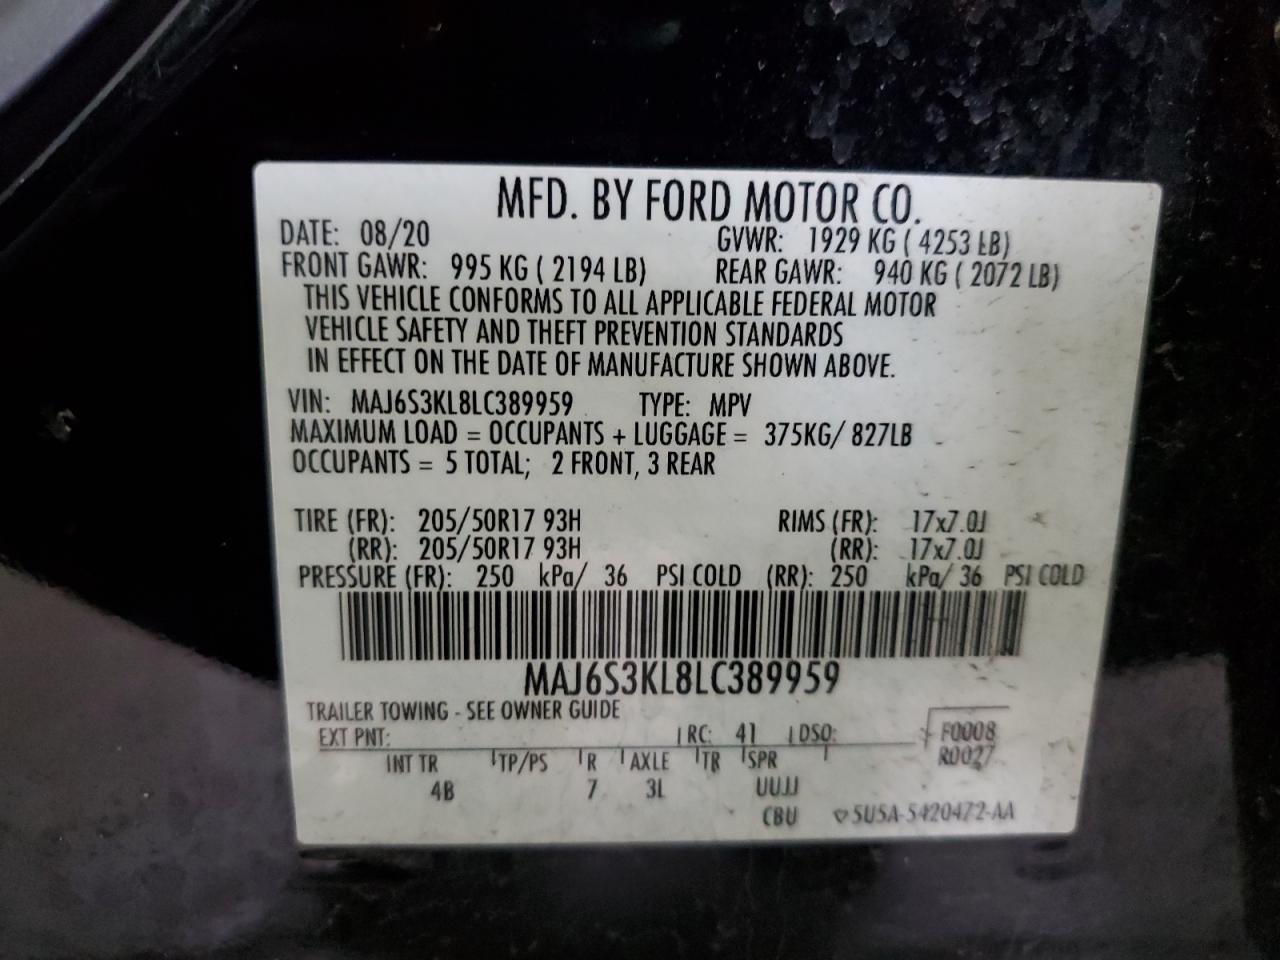 MFD. BY FORD MOTOR CO.
DATE: 08/20 GVWR: 1929 KG ( 4253 LB)
FRONT GAWR: 995 KG ( 2194 LB) REAR GAWR: 940 KG ( 2072 LB)
THIS VEHICLE CONFORMS TO ALL APPLICABLE FEDERAL MOTOR
VEHICLE SAFETY AND THEFT PREVENTION STANDARDS
IN EFFECT ON THE DATE OF MANUFACTURE SHOWN ABOVE.
VIN: MAJ6S3KL8LC389959 TYPE: MPV
MAXIMUM LOAD = OCCUPANTS + LUGGAGE = 375KG/ 827LB
OCCUPANTS = 5 TOTAL; 2 FRONT, 3 REAR
TIRE (FR): 205/50R17 93H RIMS (FR): 17x7.0J
(RR): 205/50R17 93H (RR): 17x7.0J
PRESSURE (FR): 250 kPa/ 36 PSI COLD (RR): 250 kPa/ 36 PSI COLD
MAJ6S3KL8LC389959
TRAILER TOWING - SEE OWNER GUIDE
EXT PNT: RC: 41 DSO: F0008
R0027
INT TR TP/PS R AXLE TR SPR
4B 7 3L UUJJ
CBU 5U5A-5420472-AA